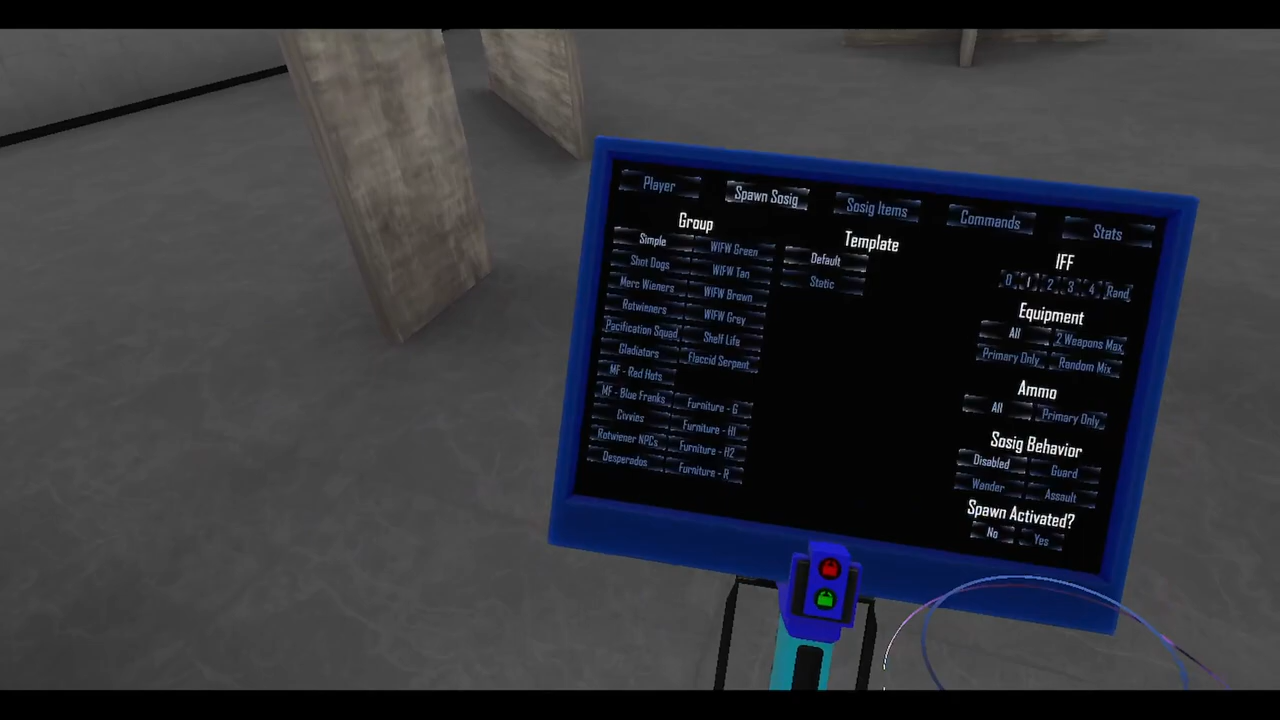 Player
Spawn Sosig
Sosig Items
Commands
Stats
Group
Simple
Shot Dogs
Merc Wieners
Rotwieners
Pacification Squad
Gladiators
MF - Red Hots
MF - Blue Franks
Civvies
Rotwiener NPCs
Desperados
WIFW Green
WIFW Tan
WIFW Brown
WIFW Grey
Shelf Life
Flaccid Serpent
Furniture - G
Furniture - H1
Furniture - H2
Furniture - R
Template
Default
Static
IFF
0 1 2 3 4 Rand
Equipment
All 2 Weapons Max
Primary Only Random Mix
Ammo
All Primary Only
Sosig Behavior
Disabled Guard
Wander Assault
Spawn Activated?
No Yes